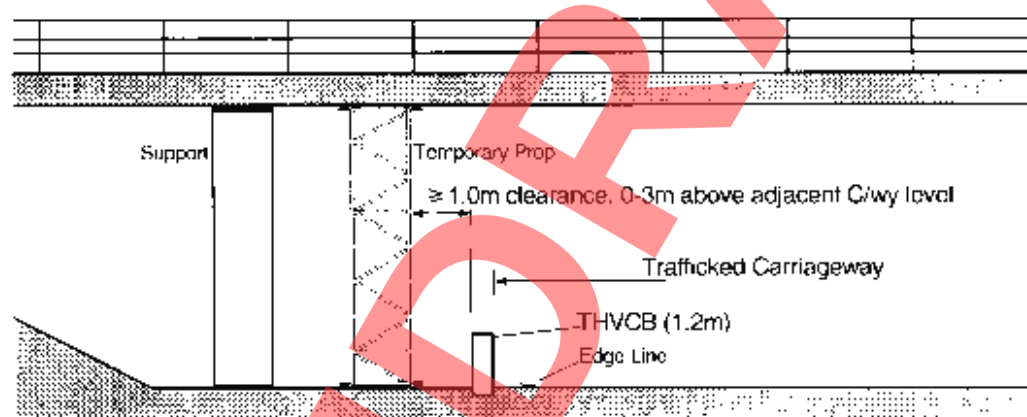 Support
Temporary Prop
≥ 1.0m clearance, 0-3m above adjacent C/wy level
Trafficked Carriageway
THVCB (1.2m)
Edge Line
DRA